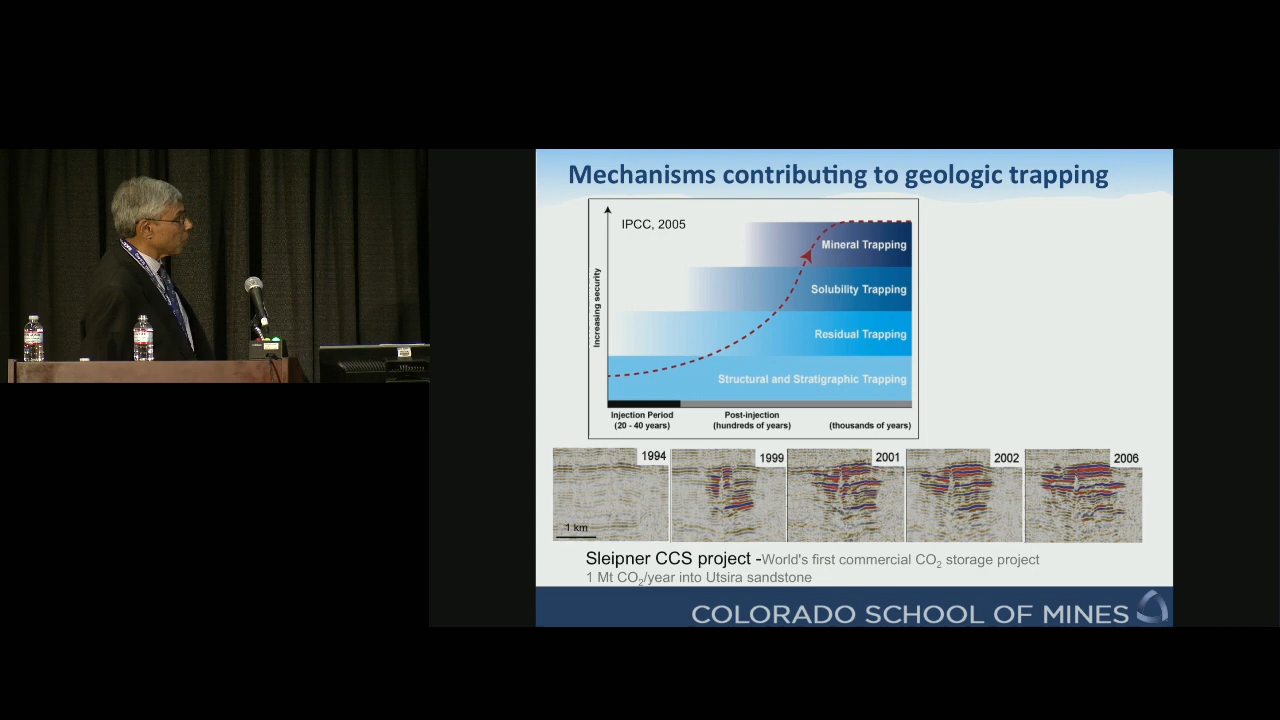 Mechanisms contributing to geologic trapping
IPCC, 2005
Increasing security
Mineral Trapping
Solubility Trapping
Residual Trapping
Structural and Stratigraphic Trapping
Injection Period
(20 - 40 years)
Post-injection
(hundreds of years)
(thousands of years)
1994
1999
2001
2002
2006
1 km
Sleipner CCS project -World's first commercial CO2 storage project
1 Mt CO2/year into Utsira sandstone
COLORADO SCHOOL OF MINES